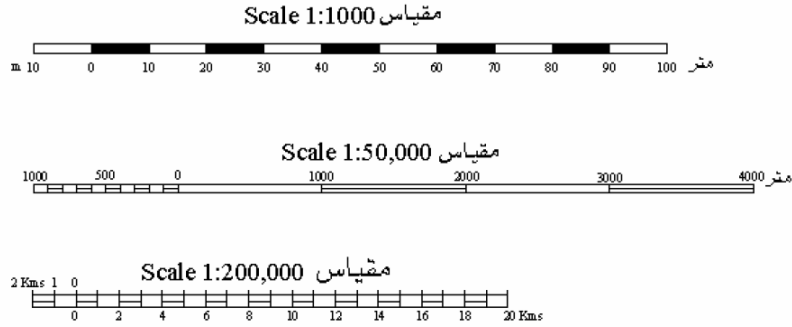 Scale 1:1000 مقياس
m 10 0 10 20 30 40 50 60 70 80 90 100 متر
Scale 1:50,000 مقياس
1000 500 0 1000 2000 3000 4000 متر
Scale 1:200,000 مقياس
2 Kms 1 0
0 2 4 6 8 10 12 14 16 18 20 Kms